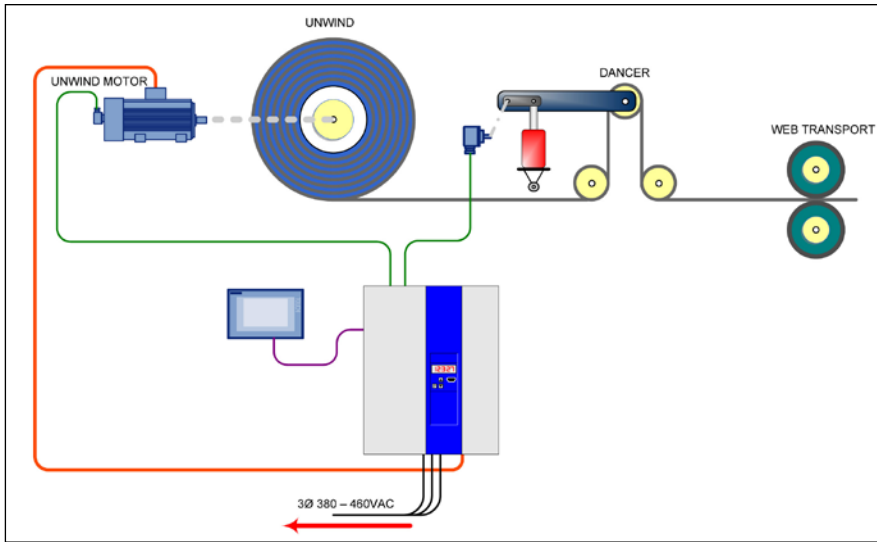 UNWIND
UNWIND MOTOR
DANCER
WEB TRANSPORT
3Ø 380 – 460VAC